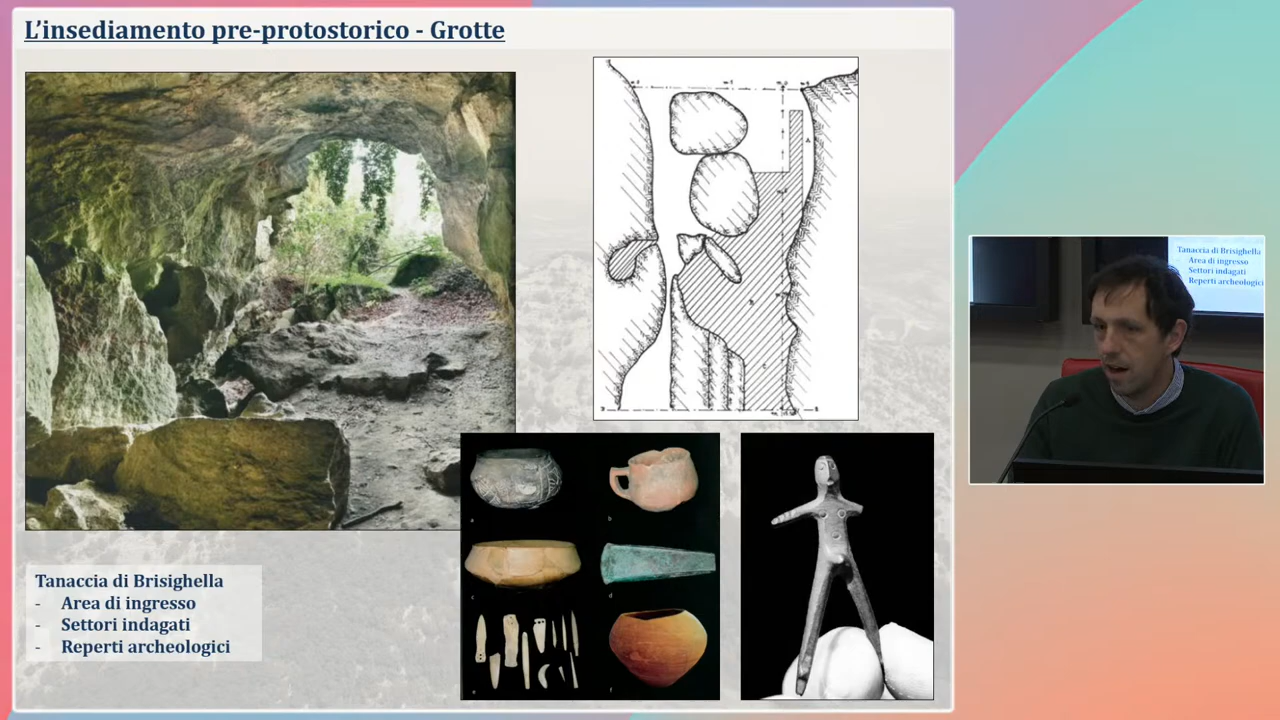 L'insediamento pre-protostorico - Grotte
Tanaccia di Brisighella
- Area di ingresso
- Settori indagati
- Reperti archeologici
a
b
c
d
e
f
Tanaccia di Brisighella
Area di ingresso
Settori indagati
Reperti archeologici